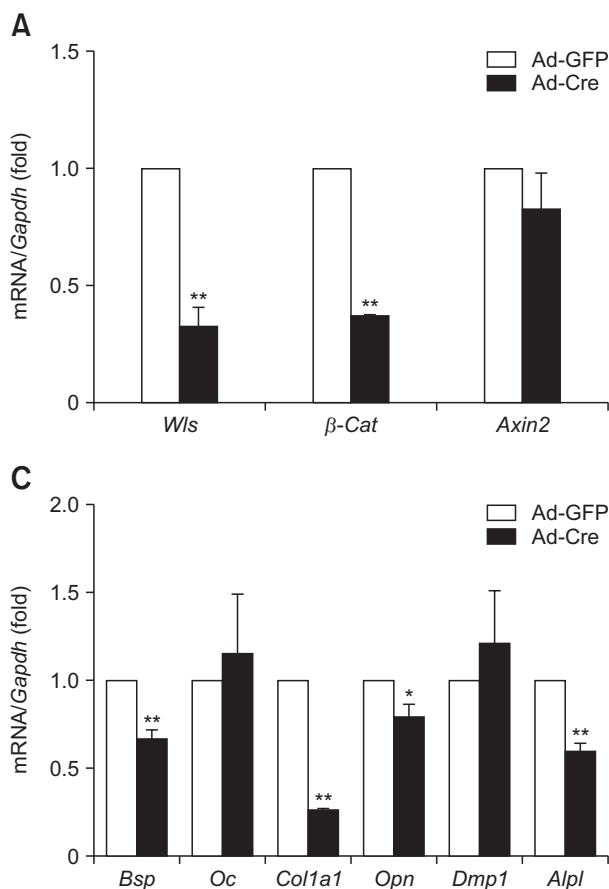 A
1.5
1.0
0.5
0
mRNA/Gapdh (fold)
Ad-GFP
Ad-Cre
**
**
Wls β-Cat Axin2
C
2.0
1.5
1.0
0.5
0
mRNA/Gapdh (fold)
Ad-GFP
Ad-Cre
**
**
*
**
Bsp Oc Col1a1 Opn Dmp1 Alpl